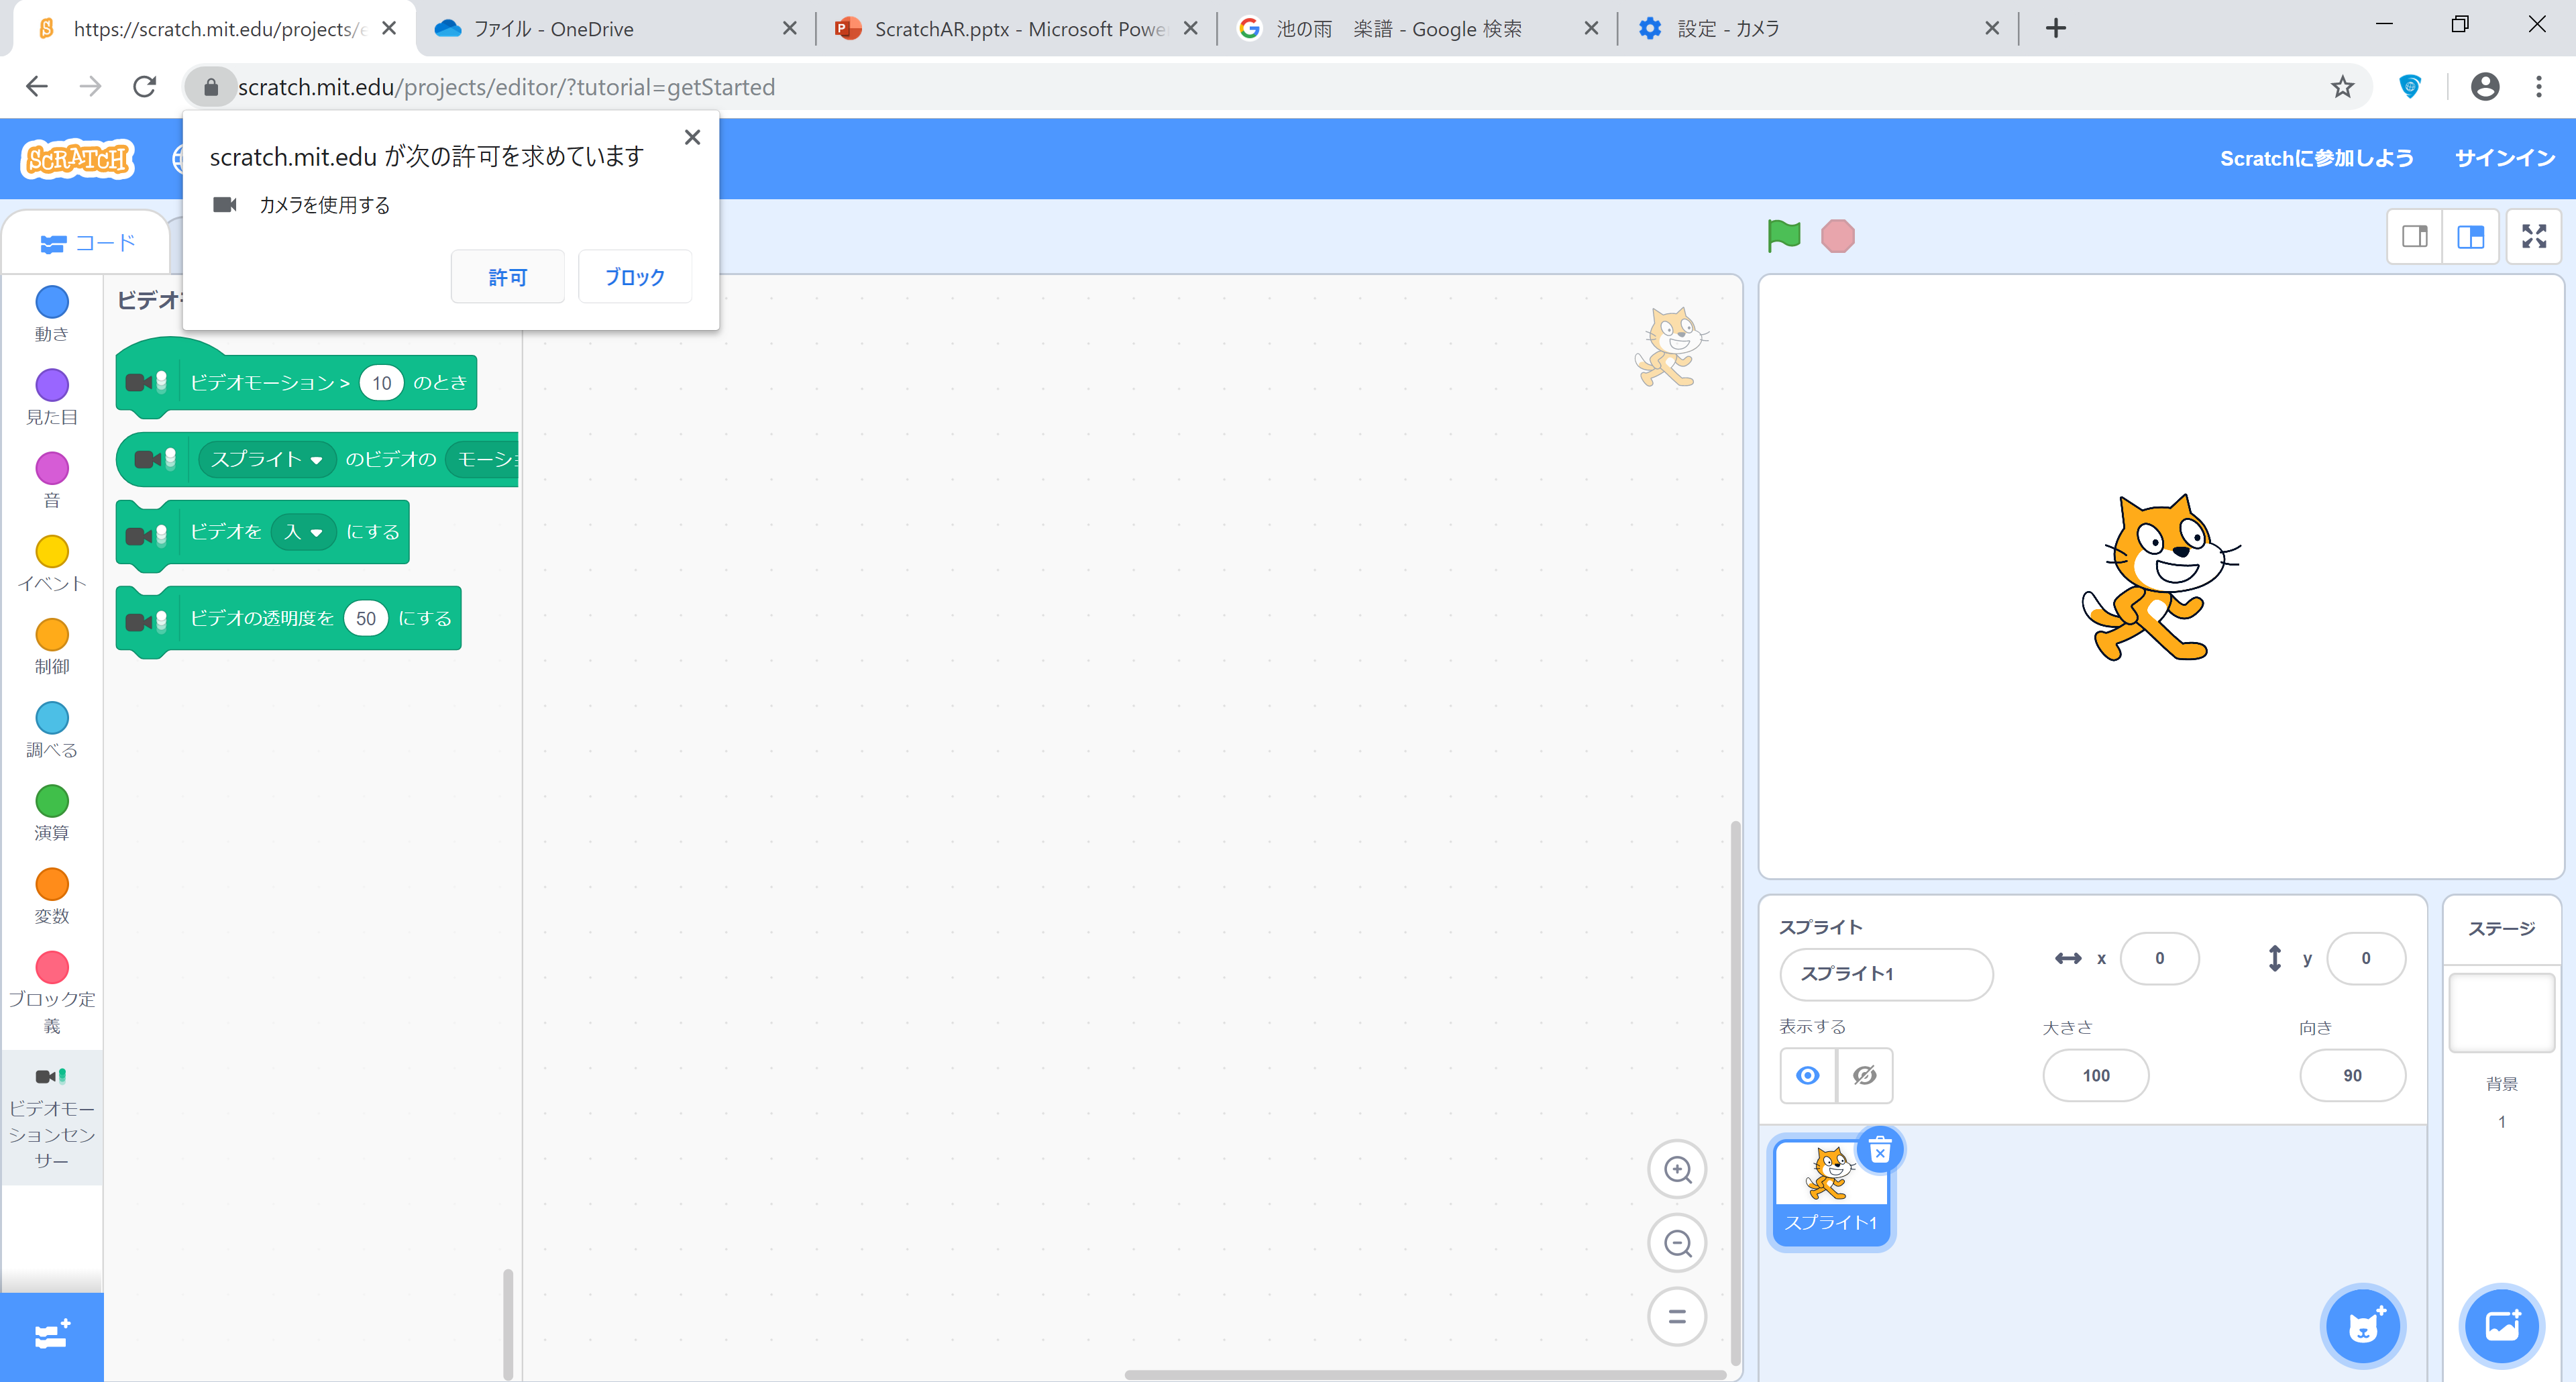 https://scratch.mit.edu/projects/e
ファイル - OneDrive
ScratchAR.pptx - Microsoft Powe
池の雨　楽譜 - Google 検索
設定 - カメラ
scratch.mit.edu/projects/editor/?tutorial=getStarted
SCRATCH
Scratchに参加しよう
サインイン
scratch.mit.edu が次の許可を求めています
カメラを使用する
許可
ブロック
コード
動き
見た目
音
イベント
制御
調べる
演算
変数
ブロック定
義
ビデオモー
ションセン
サー
ビデオ
ビデオモーション > 10 のとき
スプライト のビデオの モーショ
ビデオを 入 にする
ビデオの透明度を 50 にする
スプライト
スプライト1
x 0
y 0
表示する
大きさ
100
向き
90
スプライト1
ステージ
背景
1